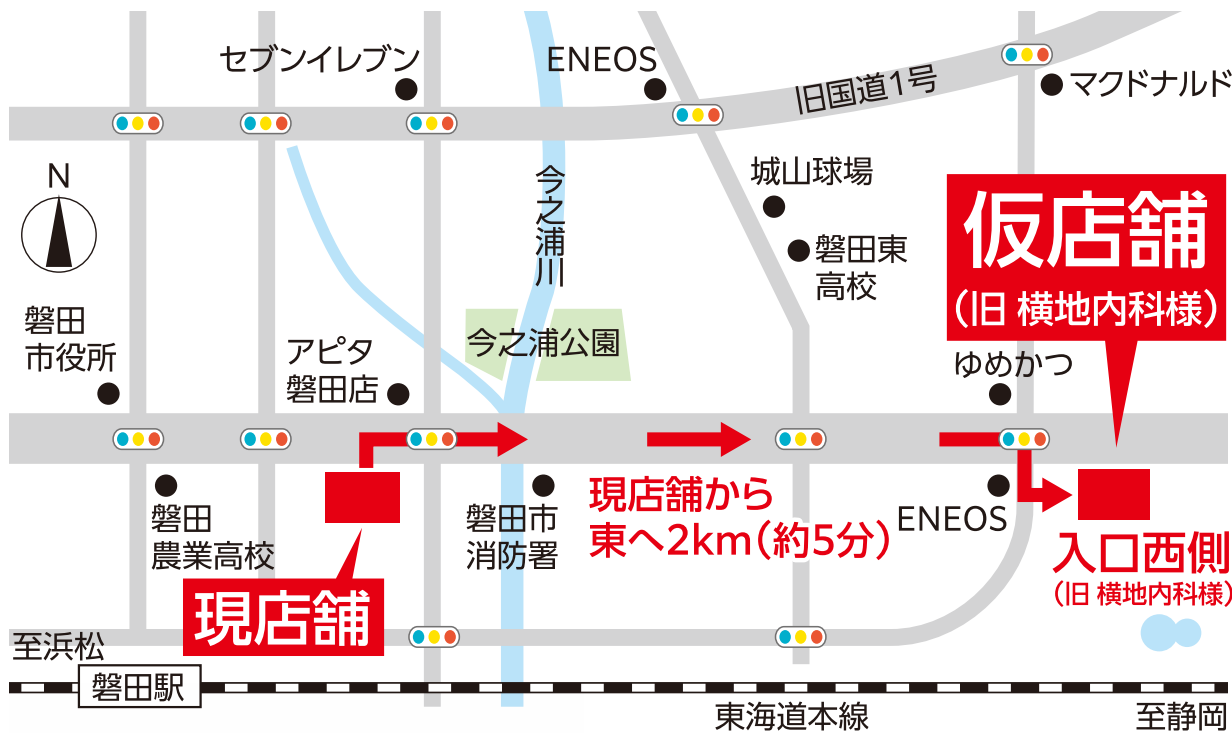 セブンイレブン
ENEOS
旧国道1号
マクドナルド
N
今之浦川
城山球場
磐田東
高校
仮店舗
(旧 横地内科様)
磐田
市役所
アピタ
磐田店
今之浦公園
ゆめかつ
磐田
農業高校
現店舗
磐田市
消防署
現店舗から
東へ2km(約5分)
ENEOS
入口西側
(旧 横地内科様)
至浜松
磐田駅
東海道本線
至静岡